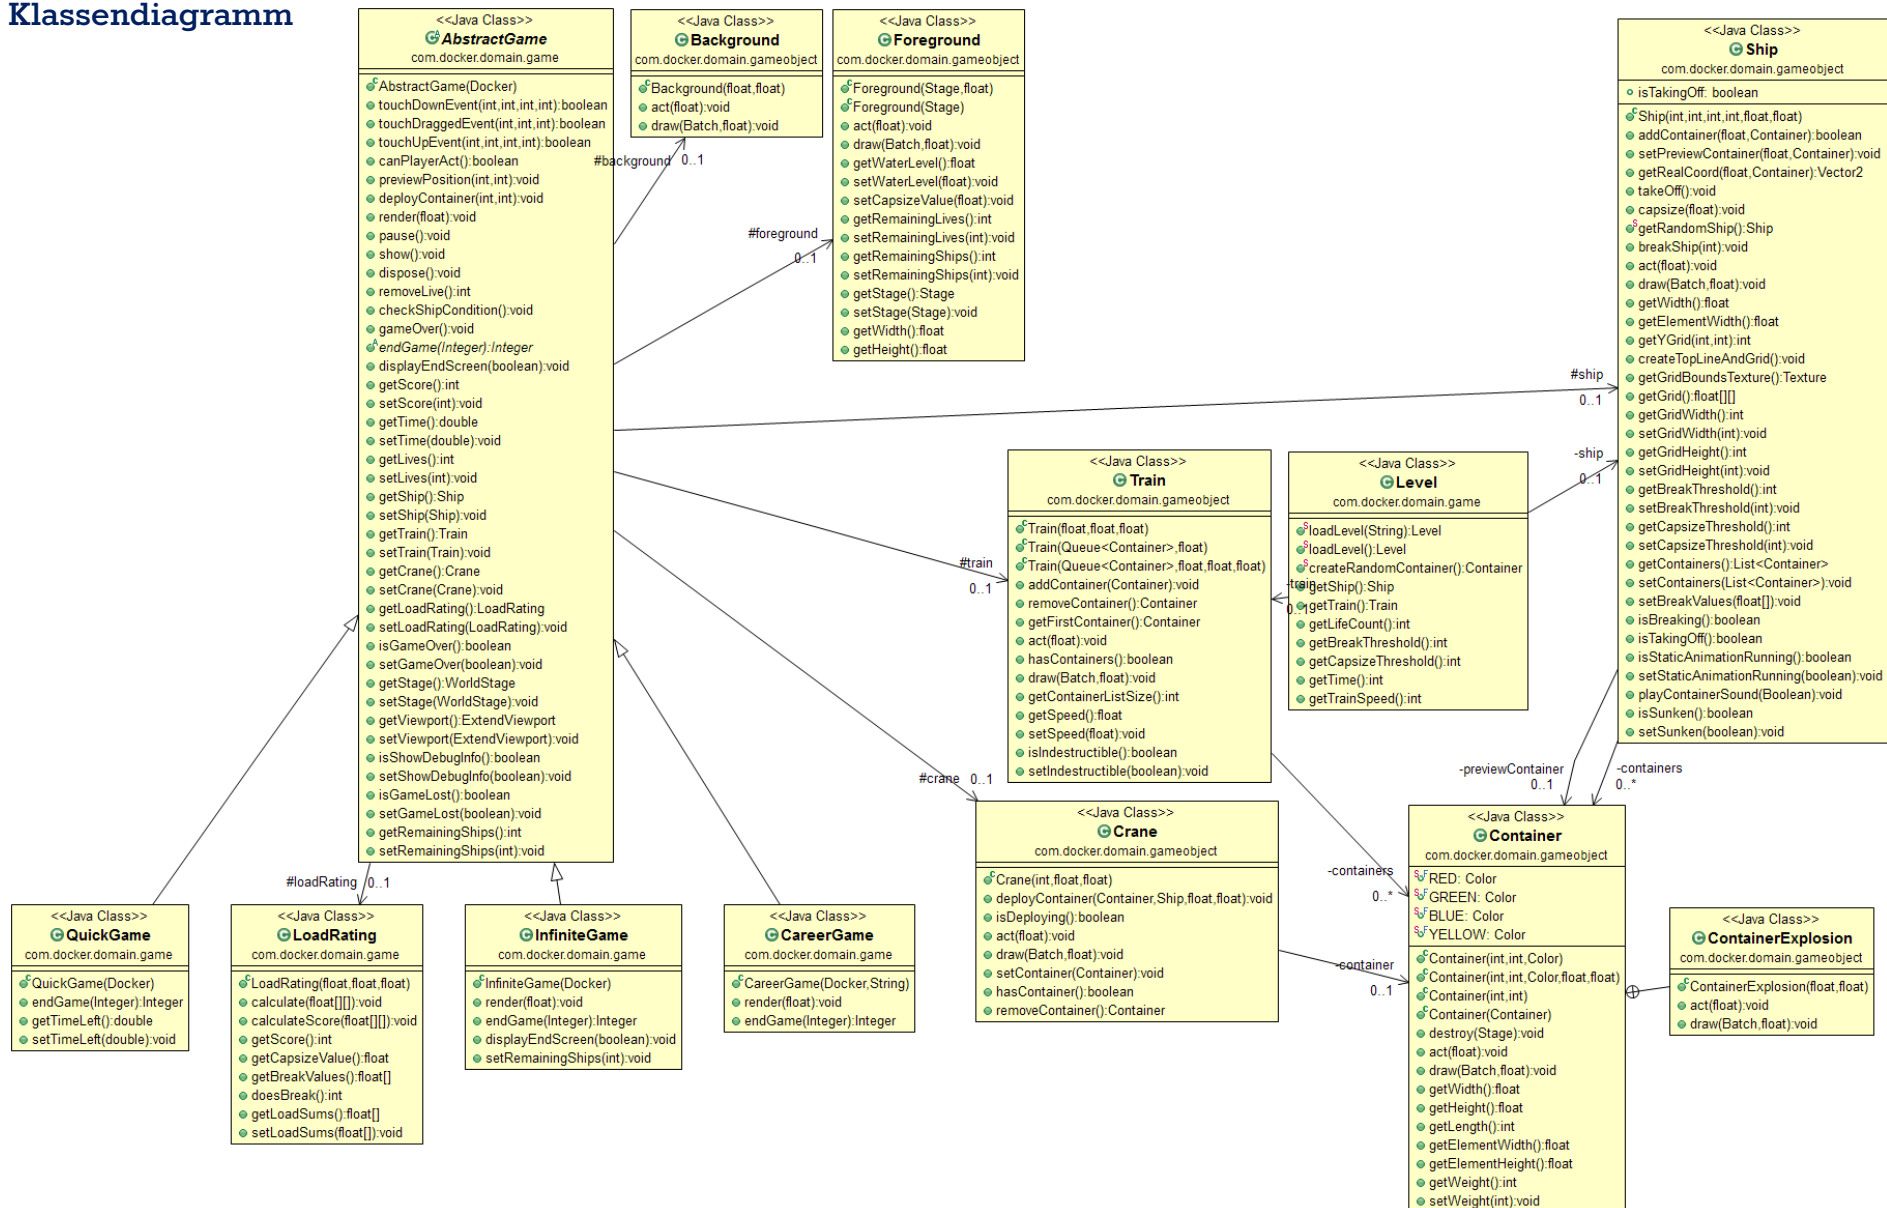 Klassendiagramm
<<Java Class>>
AbstractGame
com.docker.domain.game
AbstractGame(Docker)
touchDownEvent(int,int,int,int):boolean
touchDraggedEvent(int,int,int):boolean
touchUpEvent(int,int,int,int):boolean
canPlayerAct():boolean
previewPosition(int,int):void
deployContainer(int,int):void
render(float):void
pause():void
show():void
dispose():void
removeLive():int
checkShipCondition():void
gameOver():void
endGame(Integer):Integer
displayEndScreen(boolean):void
getScore():int
setScore(int):void
getTime():double
setTime(double):void
getLives():int
setLives(int):void
getShip():Ship
setShip(Ship):void
getTrain():Train
setTrain(Train):void
getCrane():Crane
setCrane(Crane):void
getLoadRating():LoadRating
setLoadRating(LoadRating):void
isGameOver():boolean
setGameOver(boolean):void
getStage():WorldStage
setStage(WorldStage):void
getViewport():ExtendViewport
setViewport(ExtendViewport):void
isShowDebugInfo():boolean
setShowDebugInfo(boolean):void
isGameLost():boolean
setGameLost(boolean):void
getRemainingShips():int
setRemainingShips(int):void
<<Java Class>>
Background
com.docker.domain.gameobject
Background(float,float)
act(float):void
draw(Batch,float):void
#background 0..1
<<Java Class>>
Foreground
com.docker.domain.gameobject
Foreground(Stage,float)
Foreground(Stage)
act(float):void
draw(Batch,float):void
getWaterLevel():float
setWaterLevel(float):void
setCapsizeValue(float):void
getRemainingLives():int
setRemainingLives(int):void
getRemainingShips():int
setRemainingShips(int):void
getStage():Stage
setStage(Stage):void
getWidth():float
getHeight():float
#foreground
0..1
<<Java Class>>
Ship
com.docker.domain.gameobject
isTakingOff: boolean
Ship(int,int,int,int,float,float)
addContainer(float,Container):boolean
setPreviewContainer(float,Container):void
getRealCoord(float,Container):Vector2
takeOff():void
capsize(float):void
getRandomShip():Ship
breakShip(int):void
act(float):void
draw(Batch,float):void
getWidth():float
getElementWidth():float
getYGrid(int,int):int
createTopLineAndGrid():void
getGridBoundsTexture():Texture
getGrid():float[][]
getGridWidth():int
setGridWidth(int):void
getGridHeight():int
setGridHeight(int):void
getBreakThreshold():int
setBreakThreshold(int):void
getCapsizeThreshold():int
setCapsizeThreshold(int):void
getContainers():List<Container>
setContainers(List<Container>):void
setBreakValues(float[]):void
isBreaking():boolean
isTakingOff():boolean
isStaticAnimationRunning():boolean
setStaticAnimationRunning(boolean):void
playContainerSound(Boolean):void
isSunken():boolean
setSunken(boolean):void
#ship
0..1
-ship
0..1
<<Java Class>>
Train
com.docker.domain.gameobject
Train(float,float,float)
Train(Queue<Container>,float)
Train(Queue<Container>,float,float,float)
addContainer(Container):void
removeContainer():Container
getFirstContainer():Container
act(float):void
hasContainers():boolean
draw(Batch,float):void
getContainerListSize():int
getSpeed():float
setSpeed(float):void
isIndestructible():boolean
setIndestructible(boolean):void
#train
0..1
<<Java Class>>
Level
com.docker.domain.game
loadLevel(String):Level
loadLevel():Level
createRandomContainer():Container
getShip():Ship
getTrain():Train
getLifeCount():int
getBreakThreshold():int
getCapsizeThreshold():int
getTime():int
getTrainSpeed():int
-train
0..1
#crane 0..1
<<Java Class>>
Crane
com.docker.domain.gameobject
Crane(int,float,float)
deployContainer(Container,Ship,float,float):void
isDeploying():boolean
act(float):void
draw(Batch,float):void
setContainer(Container):void
hasContainer():boolean
removeContainer():Container
-previewContainer
0..1
-containers
0..*
-containers
0..*
-container
0..1
<<Java Class>>
Container
com.docker.domain.gameobject
RED: Color
GREEN: Color
BLUE: Color
YELLOW: Color
Container(int,int,Color)
Container(int,int,Color,float,float)
Container(int,int)
Container(Container)
destroy(Stage):void
act(float):void
draw(Batch,float):void
getWidth():float
getHeight():float
getLength():int
getElementWidth():float
getElementHeight():float
getWeight():int
setWeight(int):void
<<Java Class>>
ContainerExplosion
com.docker.domain.gameobject
ContainerExplosion(float,float)
act(float):void
draw(Batch,float):void
#loadRating 0..1
<<Java Class>>
QuickGame
com.docker.domain.game
QuickGame(Docker)
endGame(Integer):Integer
getTimeLeft():double
setTimeLeft(double):void
<<Java Class>>
LoadRating
com.docker.domain.game
LoadRating(float,float,float)
calculate(float[][]):void
calculateScore(float[][]):void
getScore():int
getCapsizeValue():float
getBreakValues():float[]
doesBreak():int
getLoadSums():float[]
setLoadSums(float[]):void
<<Java Class>>
InfiniteGame
com.docker.domain.game
InfiniteGame(Docker)
render(float):void
endGame(Integer):Integer
displayEndScreen(boolean):void
setRemainingShips(int):void
<<Java Class>>
CareerGame
com.docker.domain.game
CareerGame(Docker,String)
render(float):void
endGame(Integer):Integer